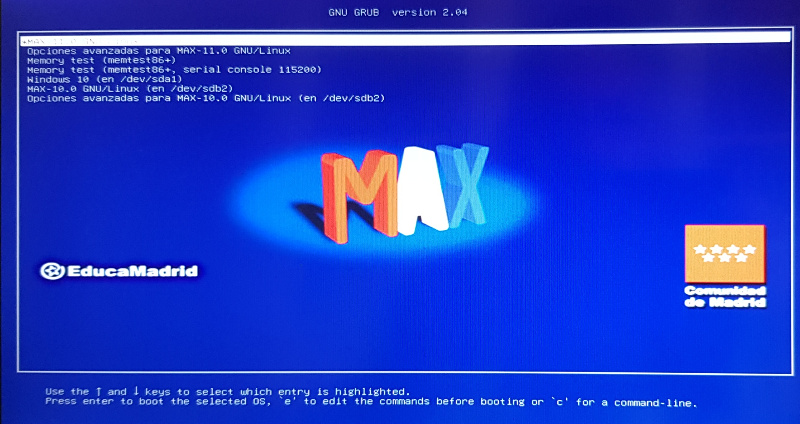 GNU GRUB version 2.04
Opciones avanzadas para MAX-11.0 GNU/Linux
Memory test (memtest86+)
Memory test (memtest86+, serial console 115200)
Windows 10 (en /dev/sda1)
MAX-10.0 GNU/Linux (en /dev/sdb2)
Opciones avanzadas para MAX-10.0 GNU/Linux (en /dev/sdb2)
MAX
EducaMadrid
Comunidad
de Madrid
Use the ↑ and ↓ keys to select which entry is highlighted.
Press enter to boot the selected OS, `e' to edit the commands before booting or `c' for a command-line.